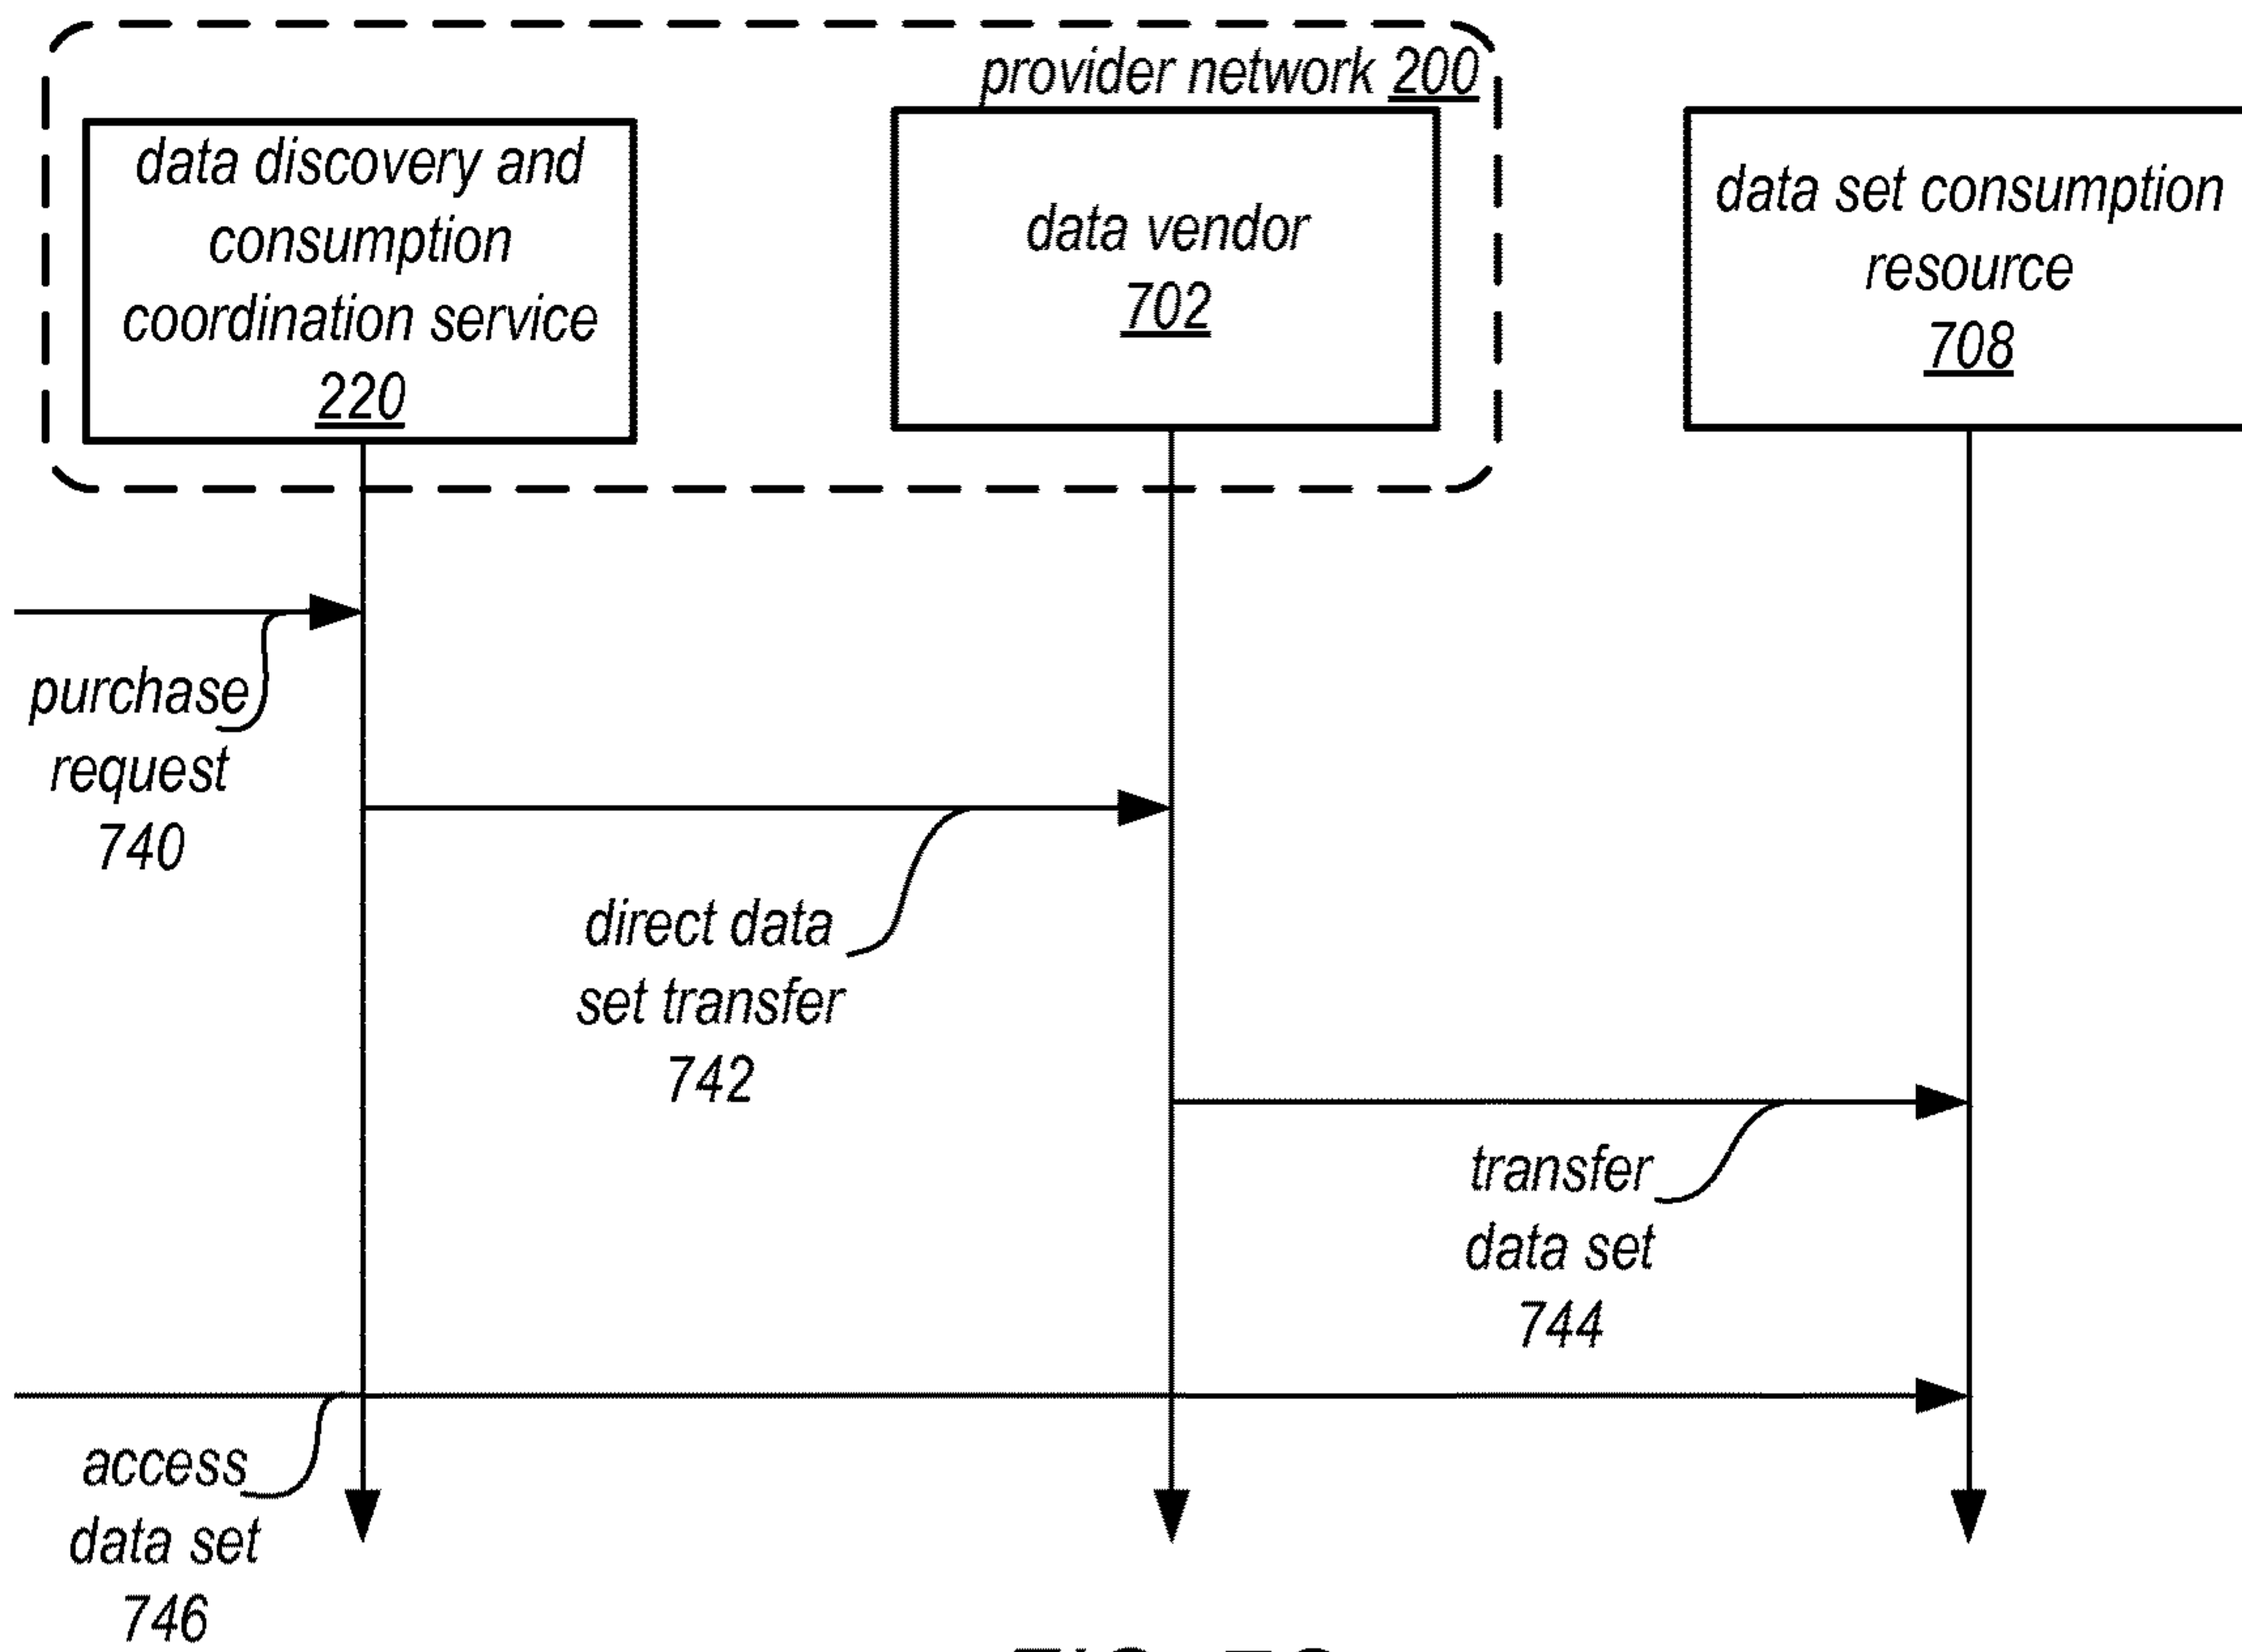 provider network 200
data discovery and
consumption
coordination service
220
data vendor
702
data set consumption
resource
708
purchase
request
740
direct data
set transfer
742
transfer
data set
744
access
data set
746